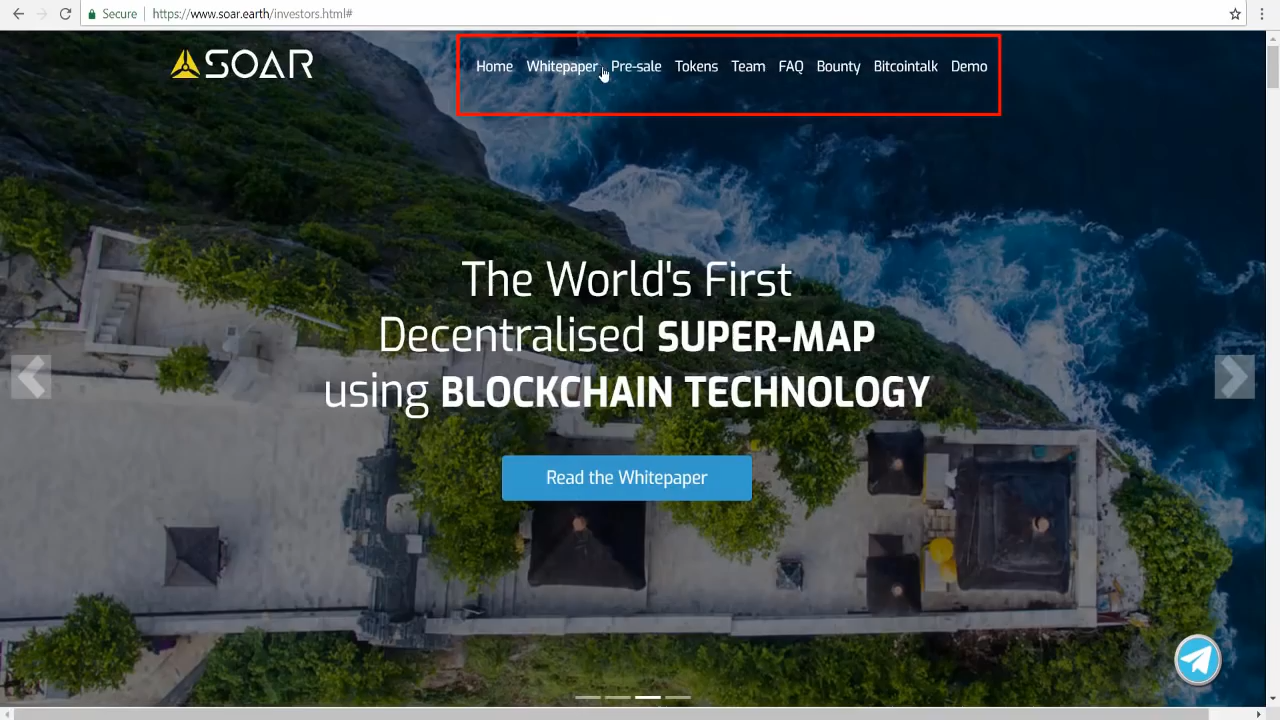 Secure https://www.soar.earth/investors.html#
SOAR
Home Whitepaper Pre-sale Tokens Team FAQ Bounty Bitcointalk Demo
The World's First
Decentralised SUPER-MAP
using BLOCKCHAIN TECHNOLOGY
Read the Whitepaper